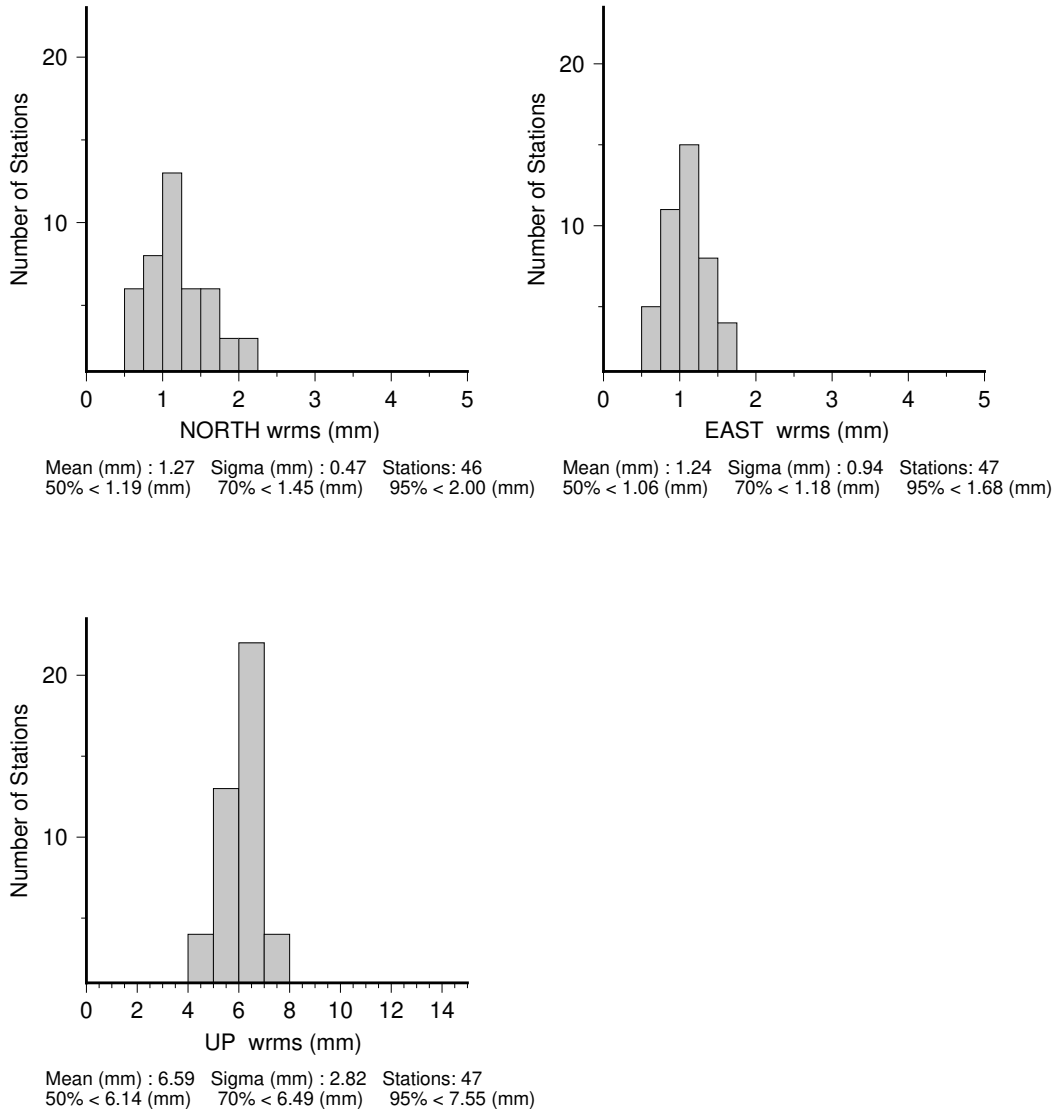 20
10
Number of Stations
0 1 2 3 4 5
NORTH wrms (mm)
Mean (mm) : 1.27 Sigma (mm) : 0.47 Stations: 46
50% < 1.19 (mm) 70% < 1.45 (mm) 95% < 2.00 (mm)
20
10
Number of Stations
0 1 2 3 4 5
EAST wrms (mm)
Mean (mm) : 1.24 Sigma (mm) : 0.94 Stations: 47
50% < 1.06 (mm) 70% < 1.18 (mm) 95% < 1.68 (mm)
20
10
Number of Stations
0 2 4 6 8 10 12 14
UP wrms (mm)
Mean (mm) : 6.59 Sigma (mm) : 2.82 Stations: 47
50% < 6.14 (mm) 70% < 6.49 (mm) 95% < 7.55 (mm)